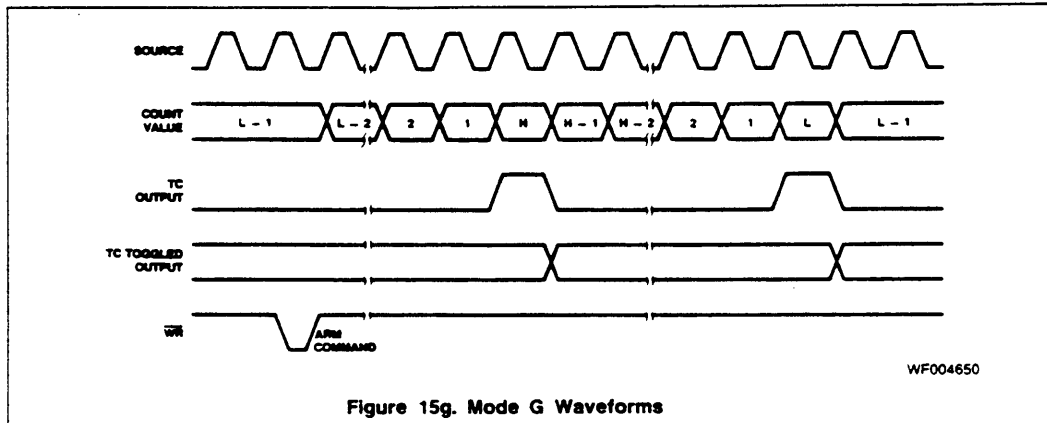 SOURCE
COUNT
VALUE
L – 1
L – 2
2
1
H
H – 1
H – 2
2
1
L
L – 1
TC
OUTPUT
TC TOGGLED
OUTPUT
WR
ARM
COMMAND
WF004650
Figure 15g. Mode G Waveforms